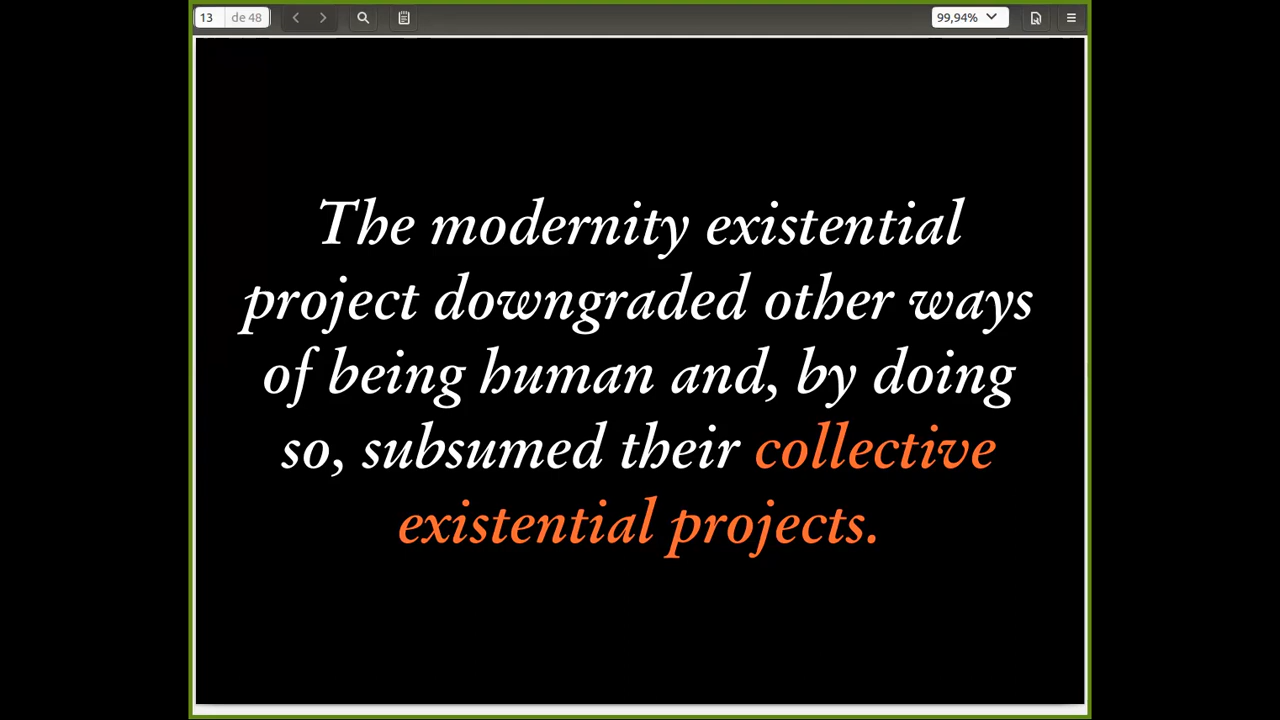 13 de 48 99,94%
The modernity existential
project downgraded other ways
of being human and, by doing
so, subsumed their collective
existential projects.